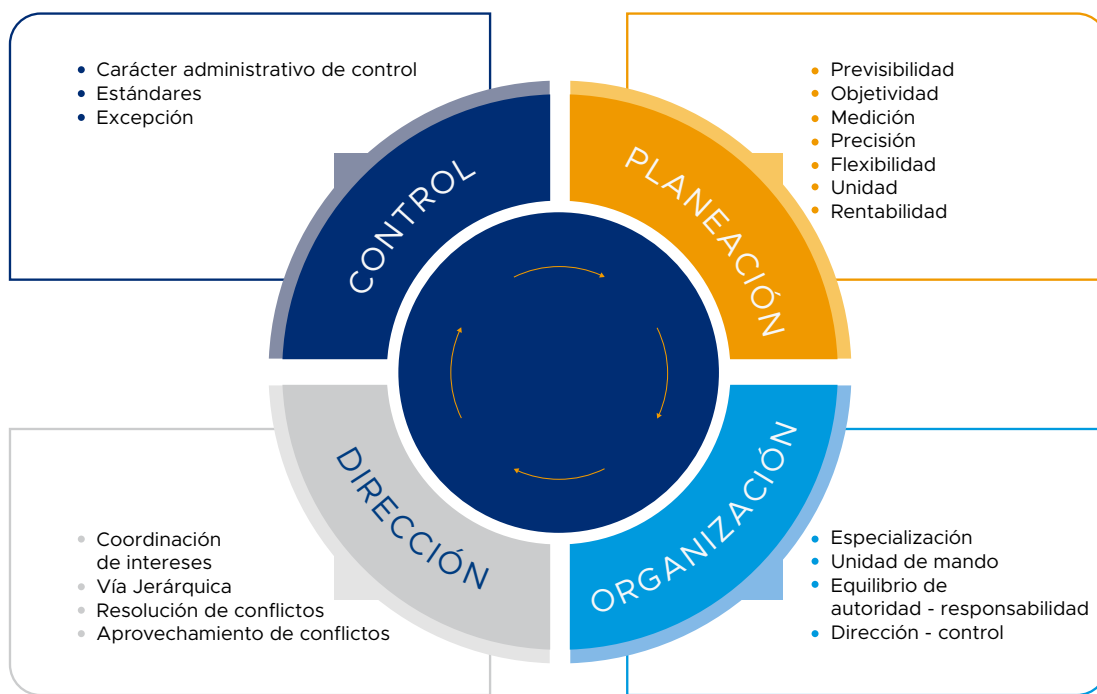 Carácter administrativo de control
Estándares
Excepción
CONTROL
Previsibilidad
Objetividad
Medición
Precisión
Flexibilidad
Unidad
Rentabilidad
PLANEACIÓN
Coordinación
de intereses
Vía Jerárquica
Resolución de conflictos
Aprovechamiento de conflictos
DIRECCIÓN
Especialización
Unidad de mando
Equilibrio de
autoridad - responsabilidad
Dirección - control
ORGANIZACIÓN